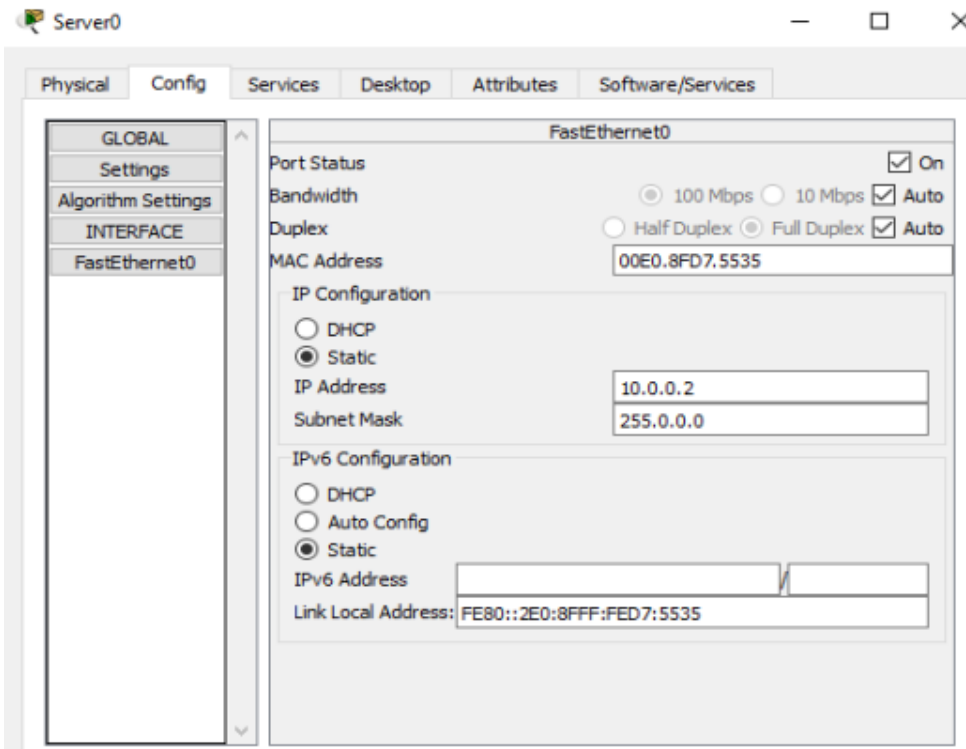 Server0
Physical Config Services Desktop Attributes Software/Services
GLOBAL
Settings
Algorithm Settings
INTERFACE
FastEthernet0
FastEthernet0
Port Status On
Bandwidth 100 Mbps 10 Mbps Auto
Duplex Half Duplex Full Duplex Auto
MAC Address 00E0.8FD7.5535
IP Configuration
DHCP
Static
IP Address 10.0.0.2
Subnet Mask 255.0.0.0
IPv6 Configuration
DHCP
Auto Config
Static
IPv6 Address /
Link Local Address: FE80::2E0:8FFF:FED7:5535